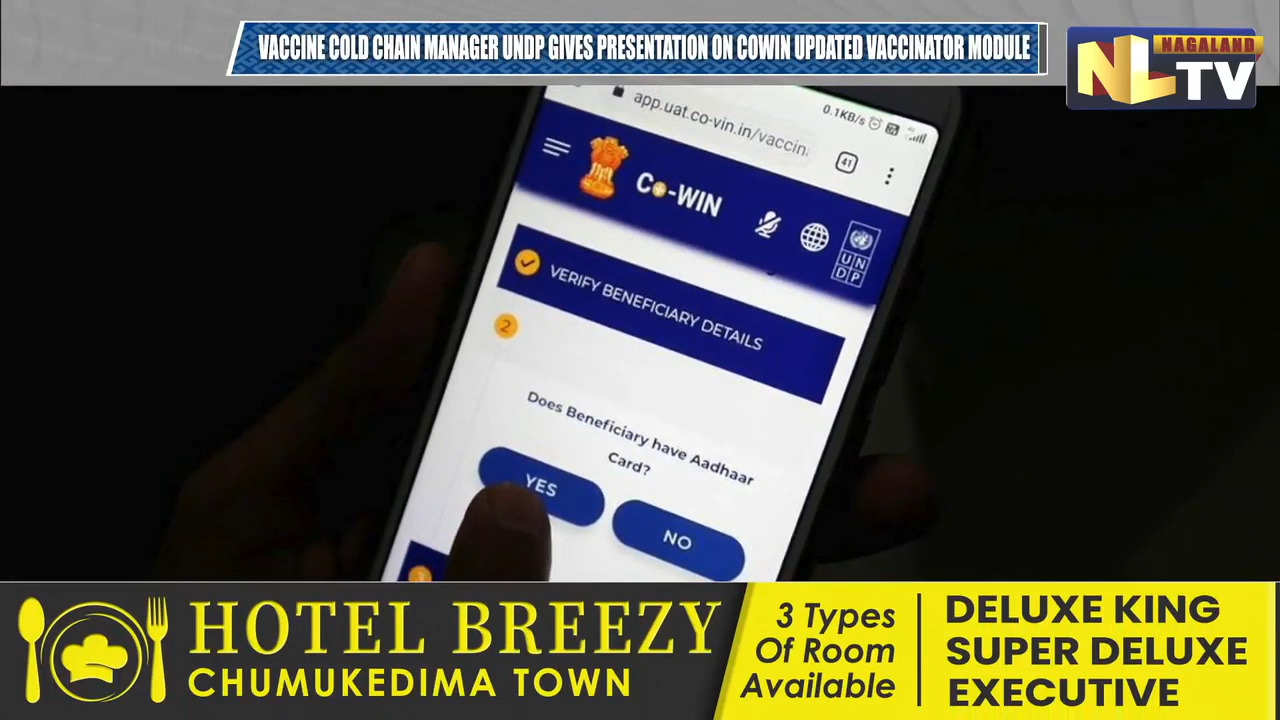 VACCINE COLD CHAIN MANAGER UNDP GIVES PRESENTATION ON COWIN UPDATED VACCINATOR MODULE
NAGALAND
NL TV
0.1KB/s
app.uat.co-vin.in/vaccin
41
Co-WIN
UN
DP
VERIFY BENEFICIARY DETAILS
2
Does Beneficiary have Aadhaar
Card?
YES
NO
HOTEL BREEZY
CHUMUKEDIMA TOWN
3 Types
Of Room
Available
DELUXE KING
SUPER DELUXE
EXECUTIVE